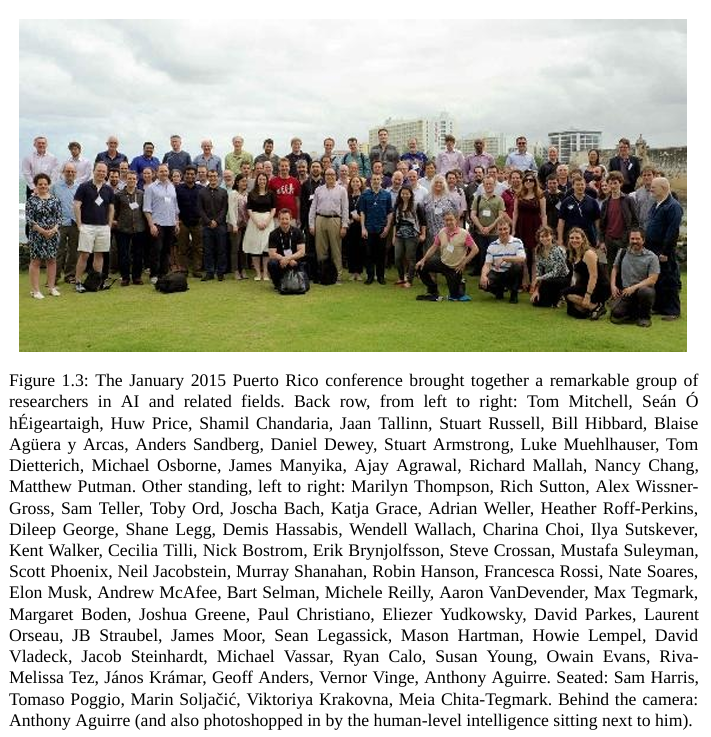 Figure 1.3: The January 2015 Puerto Rico conference brought together a remarkable group of
researchers in AI and related fields. Back row, from left to right: Tom Mitchell, Seán Ó
hÉigeartaigh, Huw Price, Shamil Chandaria, Jaan Tallinn, Stuart Russell, Bill Hibbard, Blaise
Agüera y Arcas, Anders Sandberg, Daniel Dewey, Stuart Armstrong, Luke Muehlhauser, Tom
Dietterich, Michael Osborne, James Manyika, Ajay Agrawal, Richard Mallah, Nancy Chang,
Matthew Putman. Other standing, left to right: Marilyn Thompson, Rich Sutton, Alex Wissner-
Gross, Sam Teller, Toby Ord, Joscha Bach, Katja Grace, Adrian Weller, Heather Roff-Perkins,
Dileep George, Shane Legg, Demis Hassabis, Wendell Wallach, Charina Choi, Ilya Sutskever,
Kent Walker, Cecilia Tilli, Nick Bostrom, Erik Brynjolfsson, Steve Crossan, Mustafa Suleyman,
Scott Phoenix, Neil Jacobstein, Murray Shanahan, Robin Hanson, Francesca Rossi, Nate Soares,
Elon Musk, Andrew McAfee, Bart Selman, Michele Reilly, Aaron VanDevender, Max Tegmark,
Margaret Boden, Joshua Greene, Paul Christiano, Eliezer Yudkowsky, David Parkes, Laurent
Orseau, JB Straubel, James Moor, Sean Legassick, Mason Hartman, Howie Lempel, David
Vladeck, Jacob Steinhardt, Michael Vassar, Ryan Calo, Susan Young, Owain Evans, Riva-
Melissa Tez, János Krámar, Geoff Anders, Vernor Vinge, Anthony Aguirre. Seated: Sam Harris,
Tomaso Poggio, Marin Soljačić, Viktoriya Krakovna, Meia Chita-Tegmark. Behind the camera:
Anthony Aguirre (and also photoshopped in by the human-level intelligence sitting next to him).